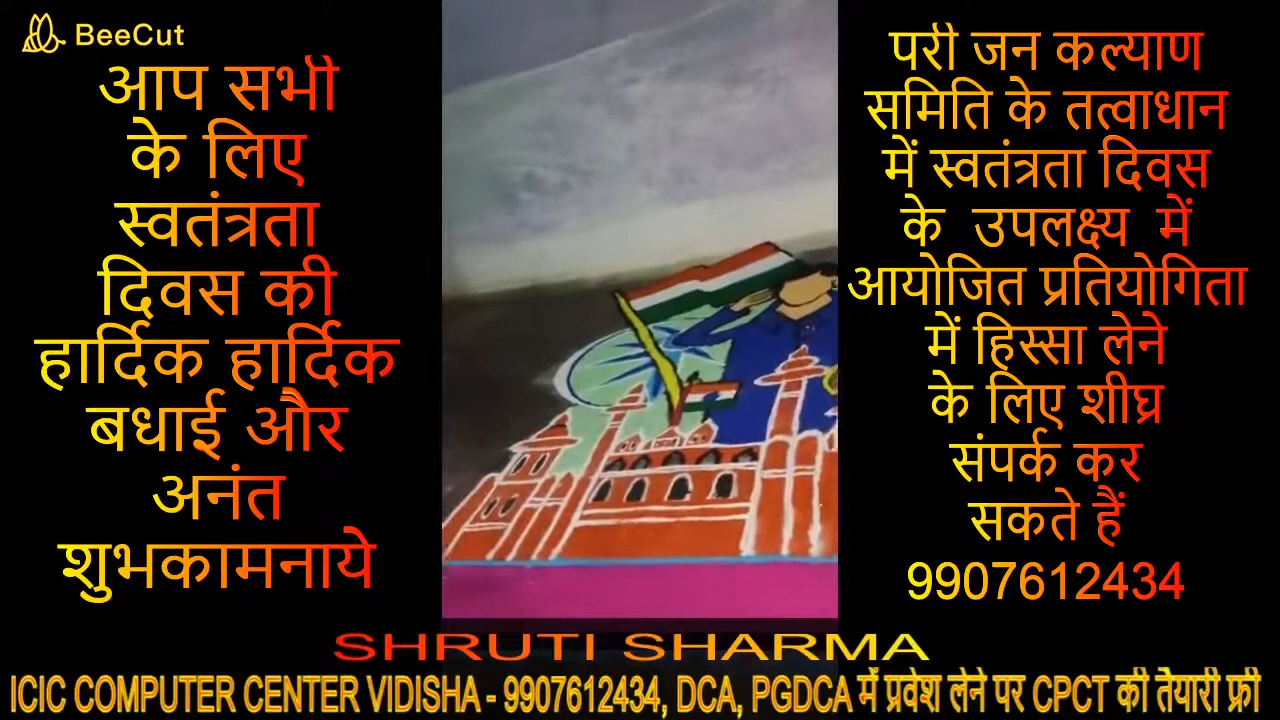 BeeCut
आप सभी
के लिए
स्वतंत्रता
दिवस की
हार्दिक हार्दिक
बधाई और
अनंत
शुभकामनाये
परी जन कल्याण
समिति के तत्वाधान
में स्वतंत्रता दिवस
के उपलक्ष्य में
आयोजित प्रतियोगिता
में हिस्सा लेने
के लिए शीघ्र
संपर्क कर
सकते हैं
9907612434
SHRUTI SHARMA
ICIC COMPUTER CENTER VIDISHA - 9907612434, DCA, PGDCA में प्रवेश लेने पर CPCT की तैयारी फ्री